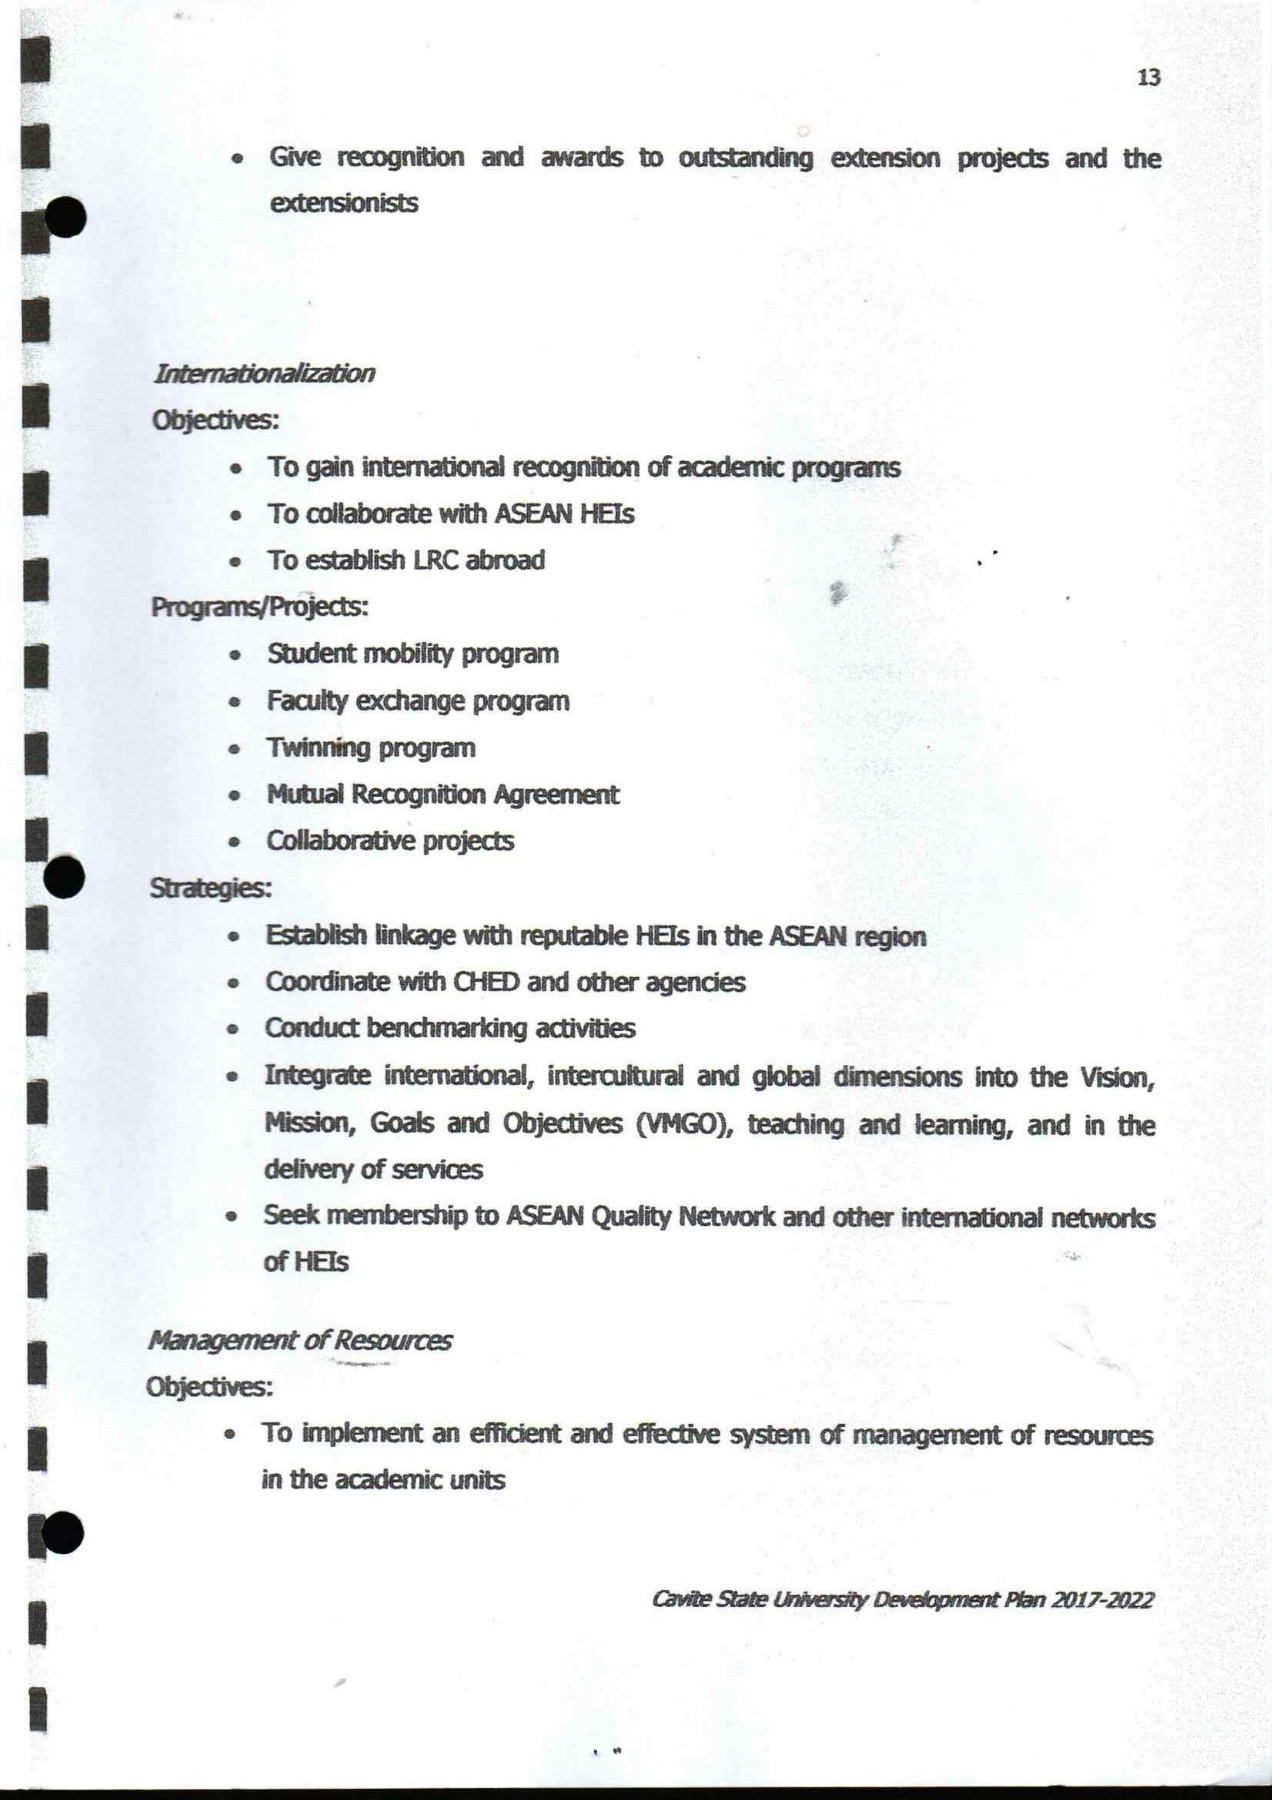 13
• Give recognition and awards to outstanding extension projects and the
extensionists
Internationalization
Objectives:
• To gain international recognition of academic programs
• To collaborate with ASEAN HEIs
• To establish LRC abroad
Programs/Projects:
• Student mobility program
• Faculty exchange program
• Twinning program
• Mutual Recognition Agreement
• Collaborative projects
Strategies:
• Establish linkage with reputable HEIs in the ASEAN region
• Coordinate with CHED and other agencies
• Conduct benchmarking activities
• Integrate international, intercultural and global dimensions into the Vision,
Mission, Goals and Objectives (VMGO), teaching and learning, and in the
delivery of services
• Seek membership to ASEAN Quality Network and other international networks
of HEIs
Management of Resources
Objectives:
• To implement an efficient and effective system of management of resources
in the academic units
Cavite State University Development Plan 2017-2022